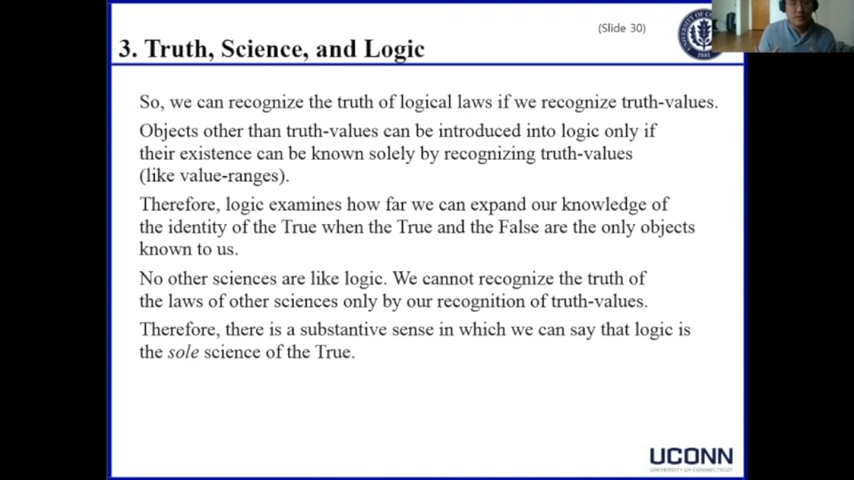 (Slide 30)
3. Truth, Science, and Logic
So, we can recognize the truth of logical laws if we recognize truth-values.
Objects other than truth-values can be introduced into logic only if
their existence can be known solely by recognizing truth-values
(like value-ranges).
Therefore, logic examines how far we can expand our knowledge of
the identity of the True when the True and the False are the only objects
known to us.
No other sciences are like logic. We cannot recognize the truth of
the laws of other sciences only by our recognition of truth-values.
Therefore, there is a substantive sense in which we can say that logic is
the sole science of the True.
UCONN
UNIVERSITY OF CONNECTICUT